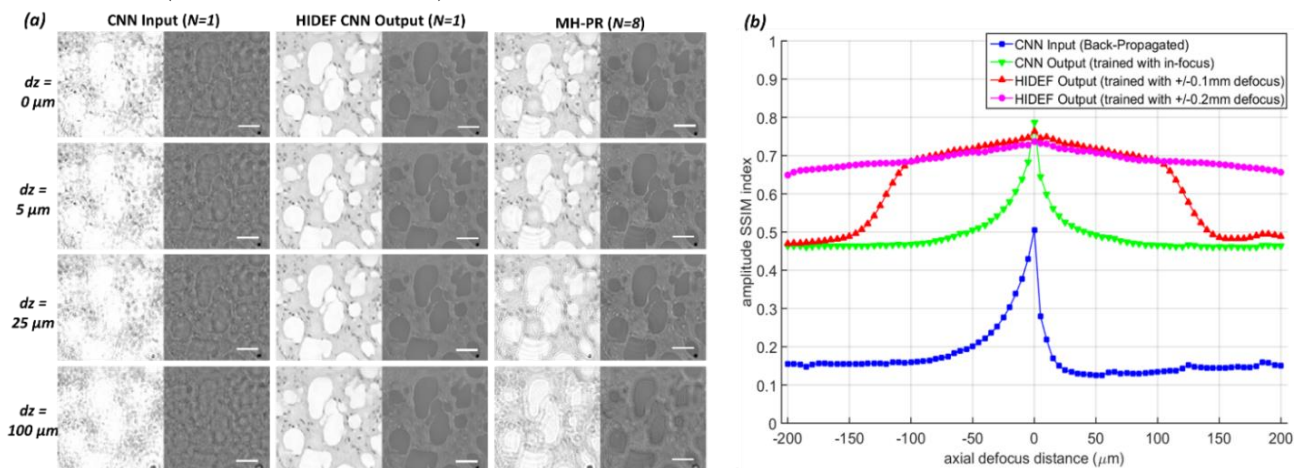 (a)
CNN Input (N=1)
HIDEF CNN Output (N=1)
MH-PR (N=8)
dz =
0 μm
dz =
5 μm
dz =
25 μm
dz =
100 μm
(b)
CNN Input (Back-Propagated)
CNN Output (trained with in-focus)
HIDEF Output (trained with +/-0.1mm defocus)
HIDEF Output (trained with +/-0.2mm defocus)
amplitude SSIM index
1
0.9
0.8
0.7
0.6
0.5
0.4
0.3
0.2
0.1
0
-200
-150
-100
-50
0
50
100
150
200
axial defocus distance (μm)